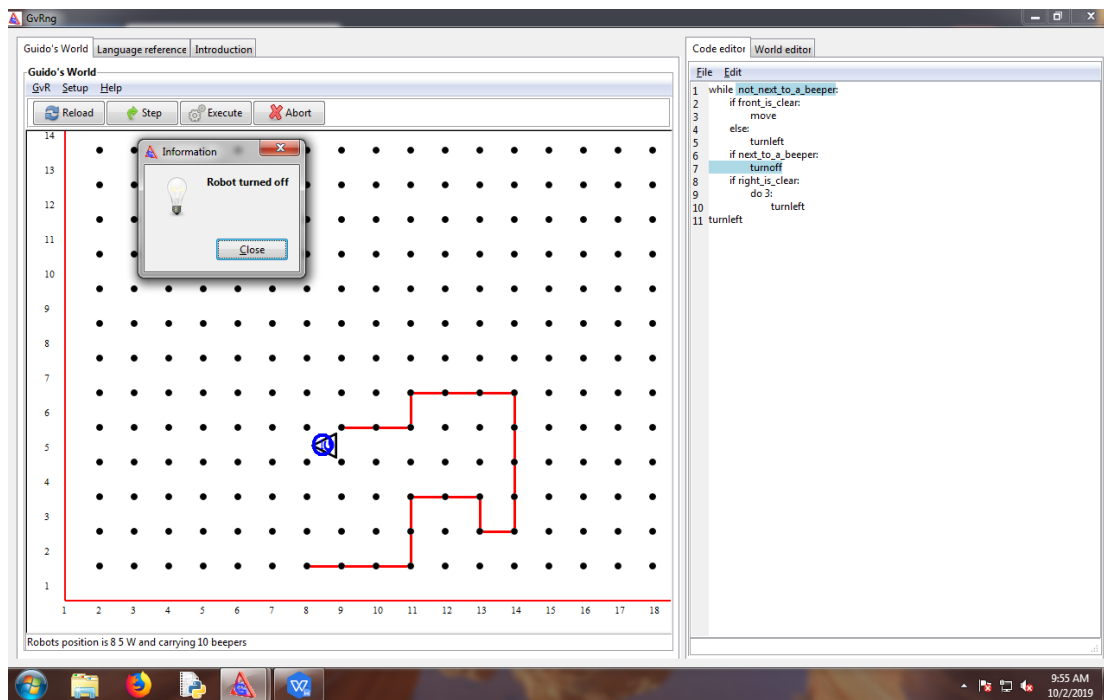 GvRng
Guido's World Language reference Introduction
Guido's World
GvR Setup Help
Reload Step Execute Abort
14
13
12
11
10
9
8
7
6
5
4
3
2
1
1 2 3 4 5 6 7 8 9 10 11 12 13 14 15 16 17 18
Information
Robot turned off
Close
Robots position is 8 5 W and carrying 10 beepers
Code editor World editor
File Edit
1 while not_next_to_a_beeper:
2 if front_is_clear:
3 move
4 else:
5 turnleft
6 if next_to_a_beeper:
7 turnoff
8 if right_is_clear:
9 do 3:
10 turnleft
11 turnleft
9:55 AM
10/2/2019